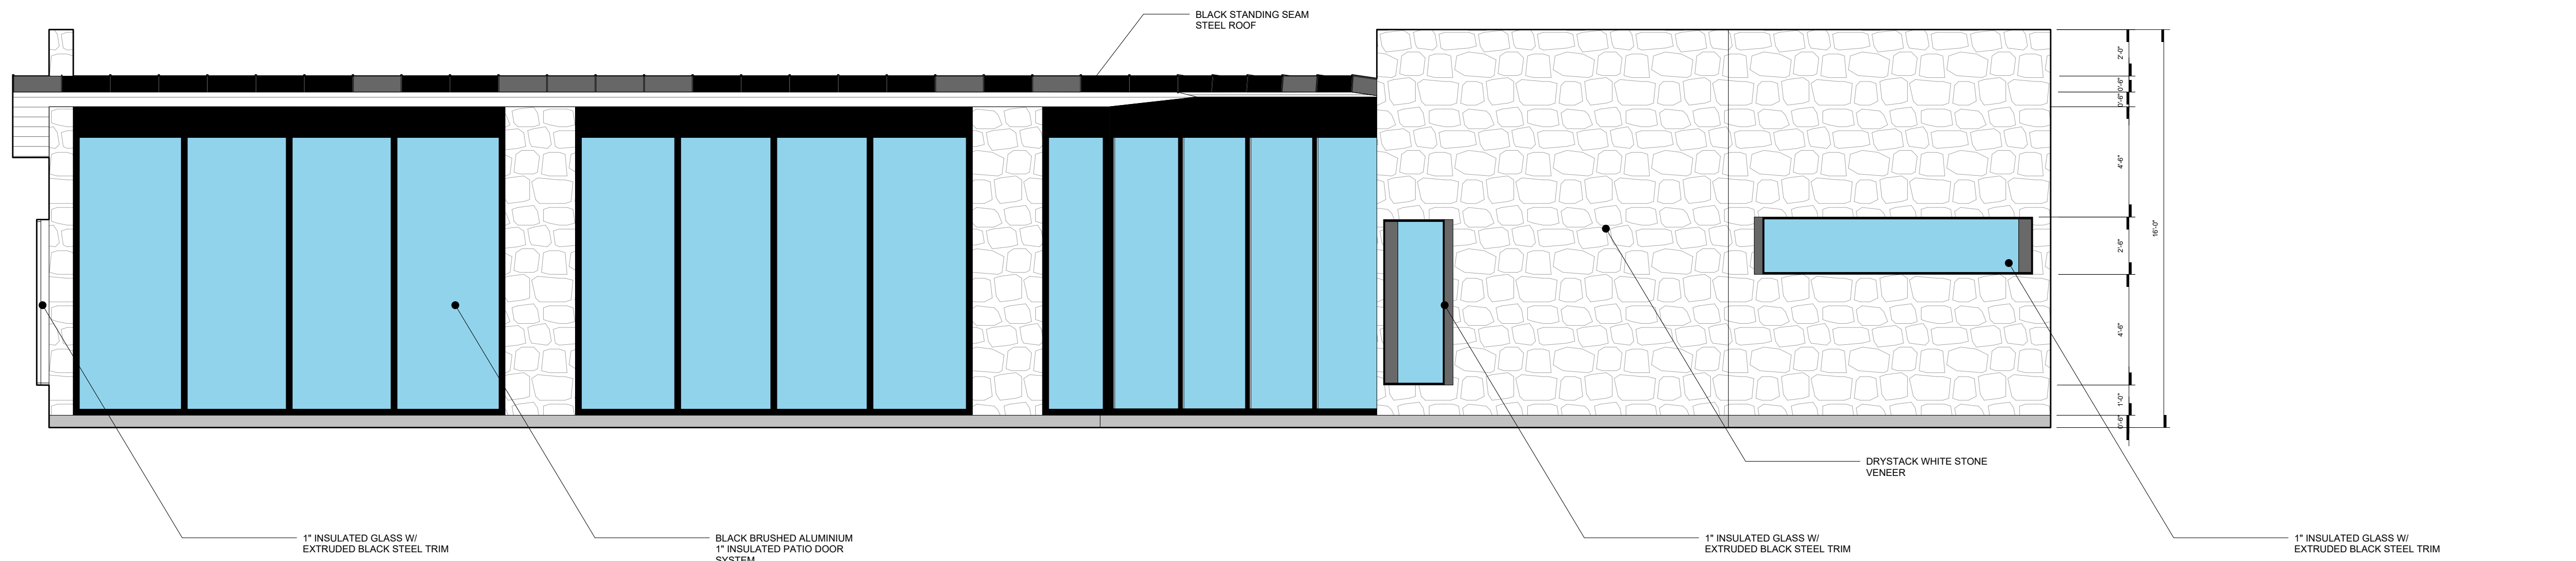 BLACK STANDING SEAM
STEEL ROOF
2'-0"
0'-6"
0'-6"
4'-6"
2'-6"
16'-0"
4'-6"
1'-0"
0'-6"
DRYSTACK WHITE STONE
VENEER
1" INSULATED GLASS W/
EXTRUDED BLACK STEEL TRIM
BLACK BRUSHED ALUMINIUM
1" INSULATED PATIO DOOR
SYSTEM
1" INSULATED GLASS W/
EXTRUDED BLACK STEEL TRIM
1" INSULATED GLASS W/
EXTRUDED BLACK STEEL TRIM